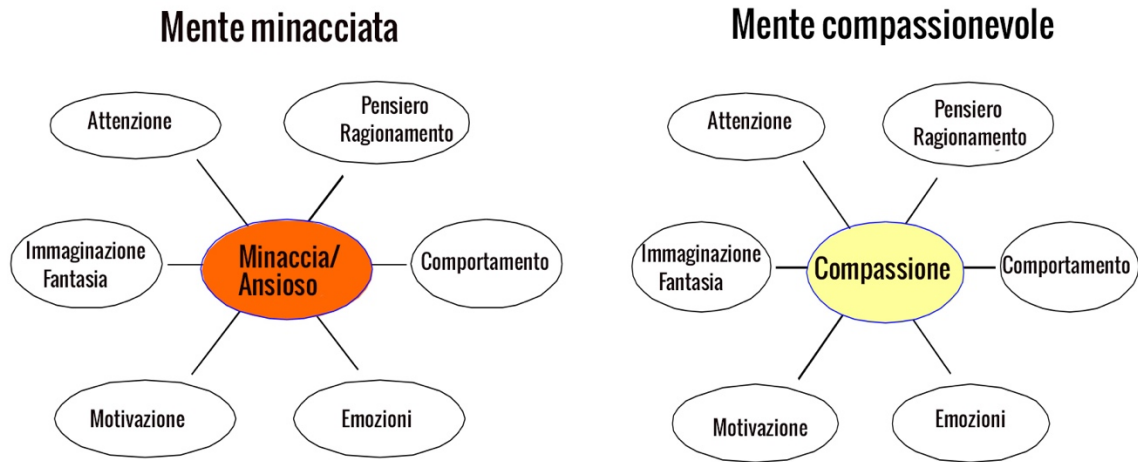 Mente minacciata
Attenzione
Pensiero
Ragionamento
Immaginazione
Fantasia
Minaccia/
Ansioso
Comportamento
Motivazione
Emozioni
Mente compassionevole
Attenzione
Pensiero
Ragionamento
Immaginazione
Fantasia
Compassione
Comportamento
Motivazione
Emozioni